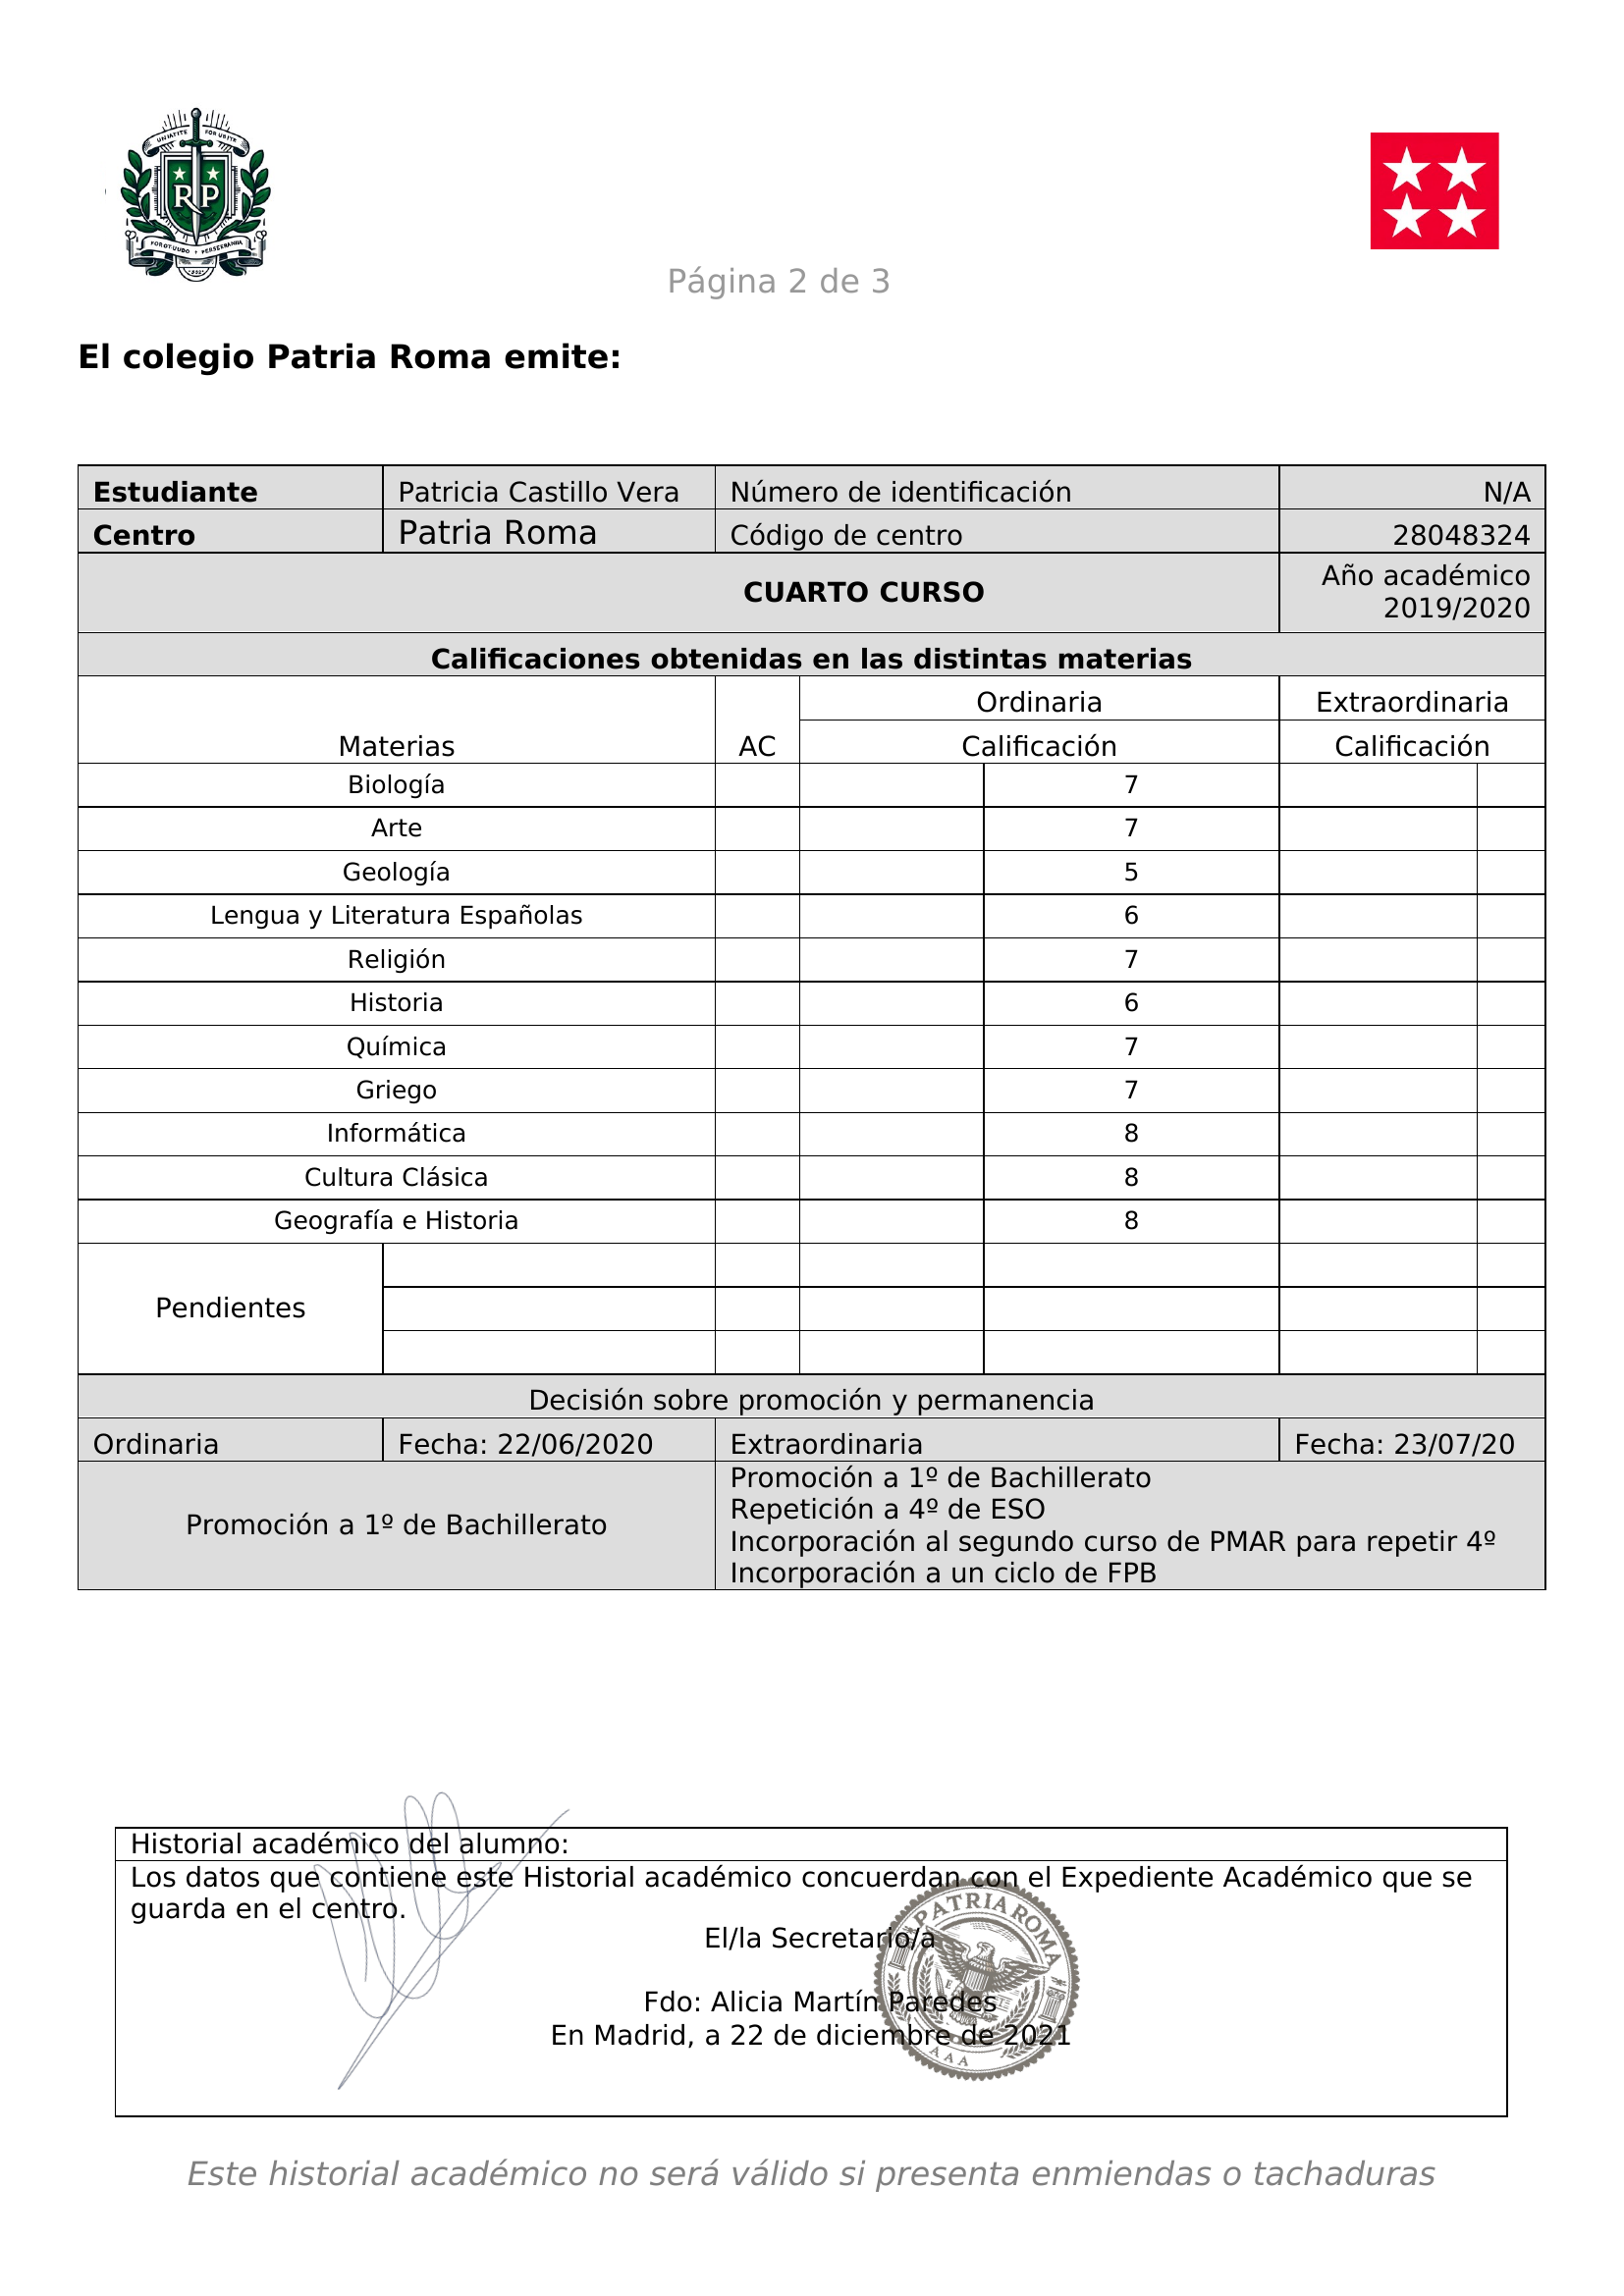 RP
Página 2 de 3
El colegio Patria Roma emite:
Estudiante Patricia Castillo Vera Número de identificación N/A
Centro Patria Roma Código de centro 28048324
CUARTO CURSO Año académico 2019/2020
Calificaciones obtenidas en las distintas materias
Ordinaria Extraordinaria
Materias AC Calificación Calificación
Biología 7
Arte 7
Geología 5
Lengua y Literatura Españolas 6
Religión 7
Historia 6
Química 7
Griego 7
Informática 8
Cultura Clásica 8
Geografía e Historia 8
Pendientes
Decisión sobre promoción y permanencia
Ordinaria Fecha: 22/06/2020 Extraordinaria Fecha: 23/07/20
Promoción a 1º de Bachillerato
Promoción a 1º de Bachillerato
Repetición a 4º de ESO
Incorporación al segundo curso de PMAR para repetir 4º
Incorporación a un ciclo de FPB
Historial académico del alumno:
Los datos que contiene este Historial académico concuerdan con el Expediente Académico que se
guarda en el centro.
El/la Secretario/a
PATRIA ROMA
Fdo: Alicia Martín Paredes
En Madrid, a 22 de diciembre de 2021
AAA
Este historial académico no será válido si presenta enmiendas o tachaduras